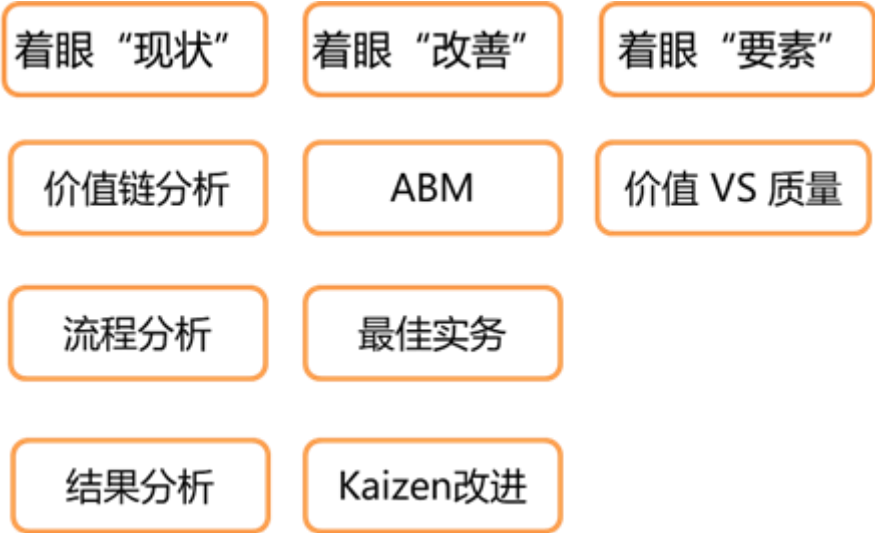 着眼“现状”
着眼“改善”
着眼“要素”
价值链分析
ABM
价值 VS 质量
流程分析
最佳实务
结果分析
Kaizen改进